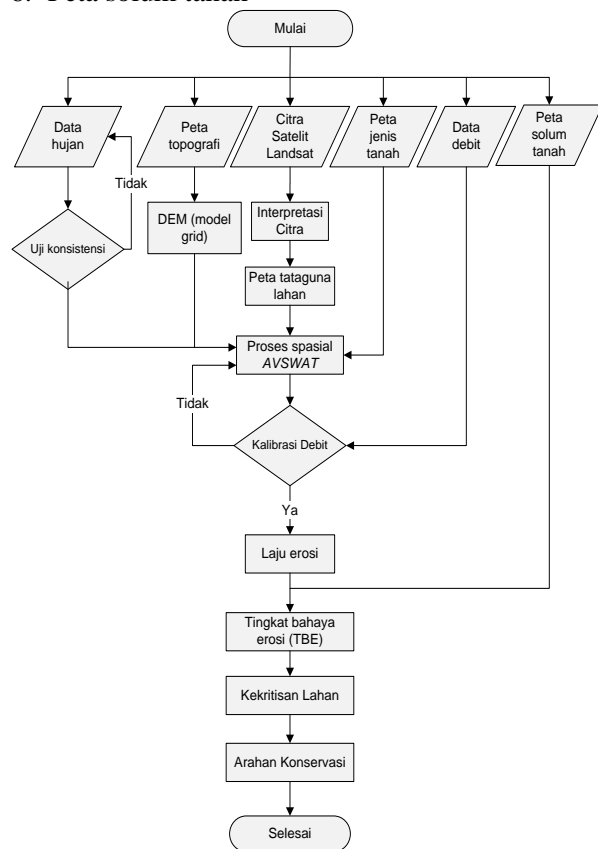 6. Peta solum tanah
Mulai
Data
hujan
Peta
topografi
Citra
Satelit
Landsat
Peta
jenis
tanah
Data
debit
Peta
solum
tanah
Tidak
Uji konsistensi
DEM (model
grid)
Interpretasi
Citra
Peta tataguna
lahan
Proses spasial
AVSWAT
Tidak
Kalibrasi Debit
Ya
Laju erosi
Tingkat bahaya
erosi (TBE)
Kekritisan Lahan
Arahan Konservasi
Selesai